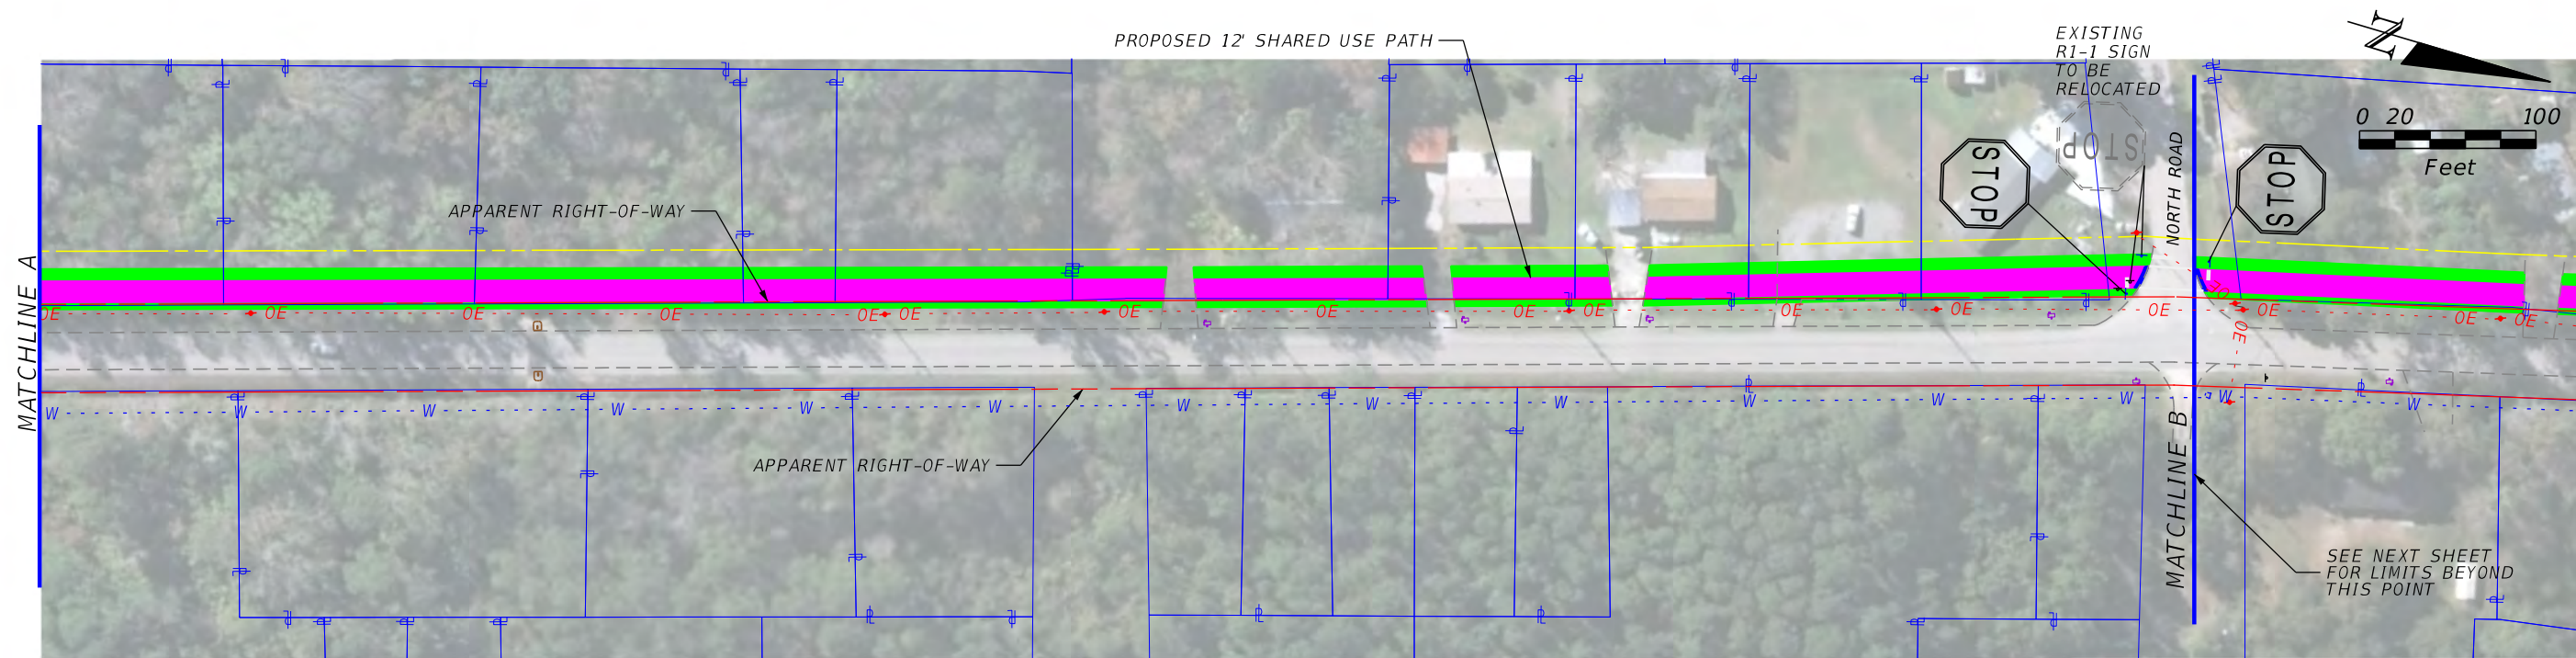 PROPOSED 12' SHARED USE PATH
EXISTING
R1-1 SIGN
TO BE
RELOCATED
N
0 20 100
Feet
STOP
STOP
STOP
NORTH ROAD
APPARENT RIGHT-OF-WAY
MATCHLINE A
OE OE OE OE OE OE OE OE OE OE OE OE OE OE OE OE
OE
OE
W W W W W W W W W W W W W W
APPARENT RIGHT-OF-WAY
MATCHLINE B
SEE NEXT SHEET
FOR LIMITS BEYOND
THIS POINT